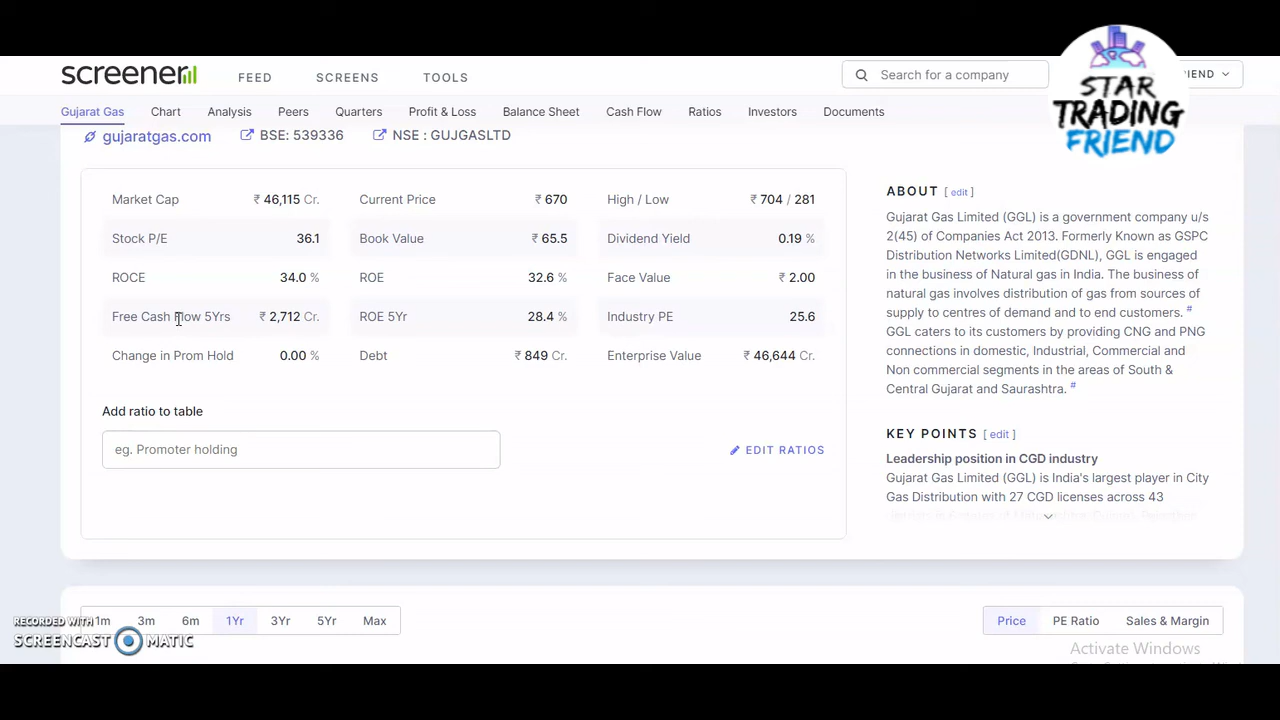 screener
FEED
SCREENS
TOOLS
Search for a company
IEND
STAR
TRADING
FRIEND
Gujarat Gas
Chart
Analysis
Peers
Quarters
Profit & Loss
Balance Sheet
Cash Flow
Ratios
Investors
Documents
gujaratgas.com
BSE: 539336
NSE : GUJGASLTD
Market Cap ₹ 46,115 Cr.
Current Price ₹ 670
High / Low ₹ 704 / 281
Stock P/E 36.1
Book Value ₹ 65.5
Dividend Yield 0.19 %
ROCE 34.0 %
ROE 32.6 %
Face Value ₹ 2.00
Free Cash Flow 5Yrs ₹ 2,712 Cr.
ROE 5Yr 28.4 %
Industry PE 25.6
Change in Prom Hold 0.00 %
Debt ₹ 849 Cr.
Enterprise Value ₹ 46,644 Cr.
Add ratio to table
eg. Promoter holding
EDIT RATIOS
ABOUT [ edit ]
Gujarat Gas Limited (GGL) is a government company u/s
2(45) of Companies Act 2013. Formerly Known as GSPC
Distribution Networks Limited(GDNL), GGL is engaged
in the business of Natural gas in India. The business of
natural gas involves distribution of gas from sources of
supply to centres of demand and to end customers. #
GGL caters to its customers by providing CNG and PNG
connections in domestic, Industrial, Commercial and
Non commercial segments in the areas of South &
Central Gujarat and Saurashtra. #
KEY POINTS [ edit ]
Leadership position in CGD industry
Gujarat Gas Limited (GGL) is India's largest player in City
Gas Distribution with 27 CGD licenses across 43
1m
3m
6m
1Yr
3Yr
5Yr
Max
Price
PE Ratio
Sales & Margin
RECORDED WITH
SCREENCAST MATIC
Activate Windows